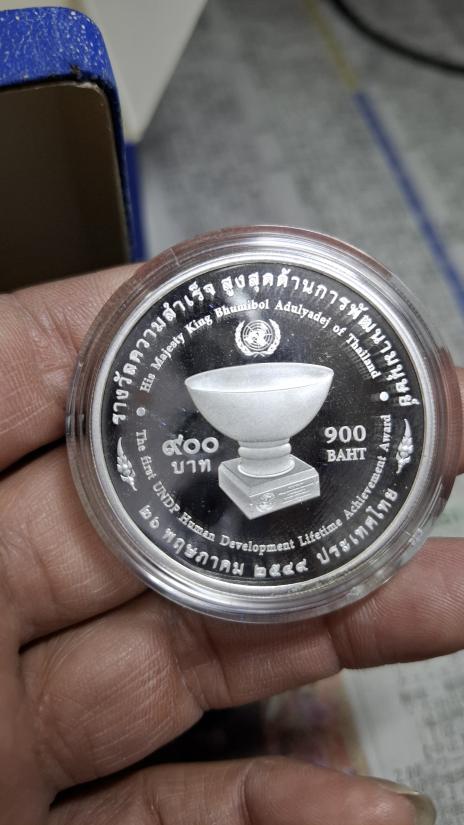 รางวัลความสำเร็จ สูงสุดด้านการพัฒนามนุษย์
His Majesty King Bhumibol Adulyadej of Thailand
๙๐๐
บาท
900
BAHT
The first UNDP Human Development Lifetime Achievement Award
๒๖ พฤษภาคม ๒๕๔๙ ประเทศไทย